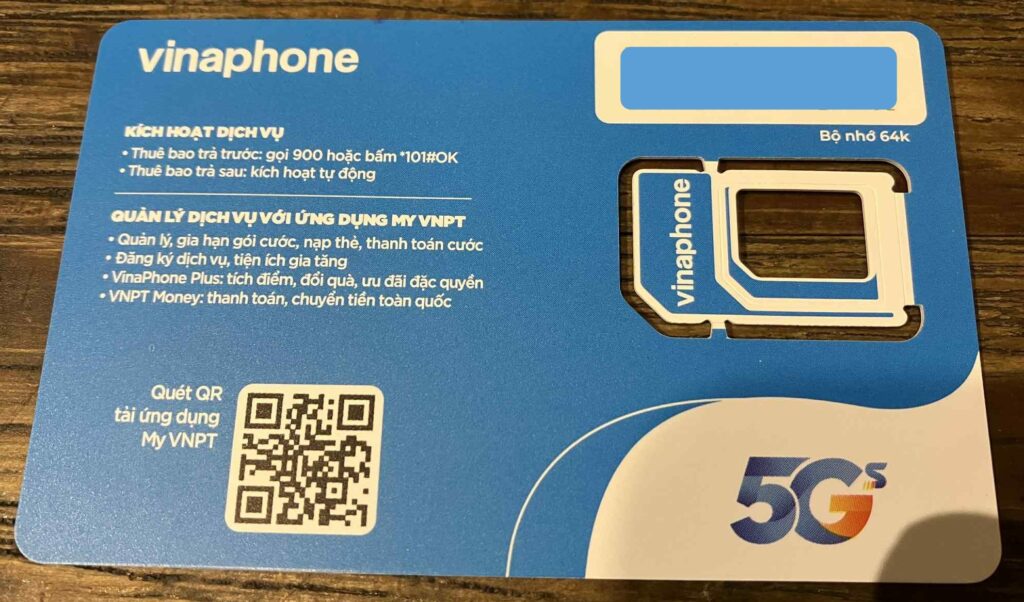 vinaphone
Bộ nhớ 64k
KÍCH HOẠT DỊCH VỤ
• Thuê bao trả trước: gọi 900 hoặc bấm *101#OK
• Thuê bao trả sau: kích hoạt tự động
QUẢN LÝ DỊCH VỤ VỚI ỨNG DỤNG MY VNPT
• Quản lý, gia hạn gói cước, nạp thẻ, thanh toán cước
• Đăng ký dịch vụ, tiện ích gia tăng
• VinaPhone Plus: tích điểm, đổi quà, ưu đãi đặc quyền
• VNPT Money: thanh toán, chuyển tiền toàn quốc
vinaphone
Quét QR
tải ứng dụng
My VNPT
5Gs